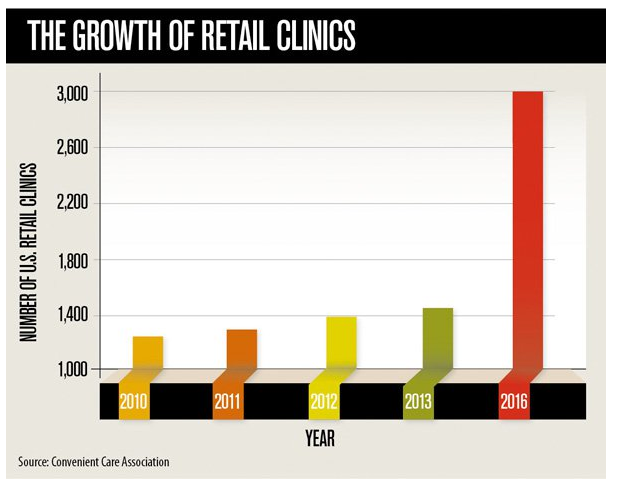 THE GROWTH OF RETAIL CLINICS
NUMBER OF U.S. RETAIL CLINICS
3,000
2,600
2,200
1,800
1,400
1,000
2010 2011 2012 2013 2016
YEAR
Source: Convenient Care Association